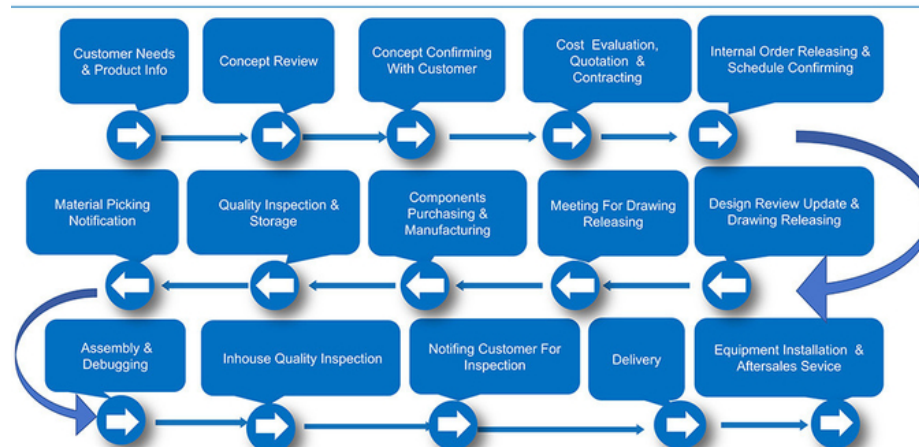 Customer Needs
& Product Info
Concept Review
Concept Confirming
With Customer
Cost Evaluation,
Quotation &
Contracting
Internal Order Releasing &
Schedule Confirming
Material Picking
Notification
Quality Inspection &
Storage
Components
Purchasing &
Manufacturing
Meeting For Drawing
Releasing
Design Review Update &
Drawing Releasing
Assembly &
Debugging
Inhouse Quality Inspection
Notifing Customer For
Inspection
Delivery
Equipment Installation &
Aftersales Sevice